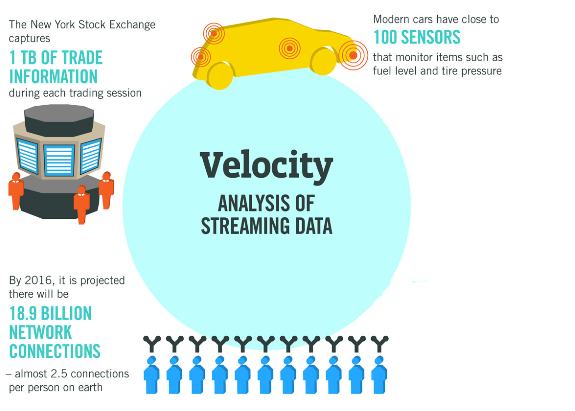 The New York Stock Exchange
captures
1 TB OF TRADE
INFORMATION
during each trading session
Modern cars have close to
100 SENSORS
that monitor items such as
fuel level and tire pressure
Velocity
ANALYSIS OF
STREAMING DATA
By 2016, it is projected
there will be
18.9 BILLION
NETWORK
CONNECTIONS
– almost 2.5 connections
per person on earth